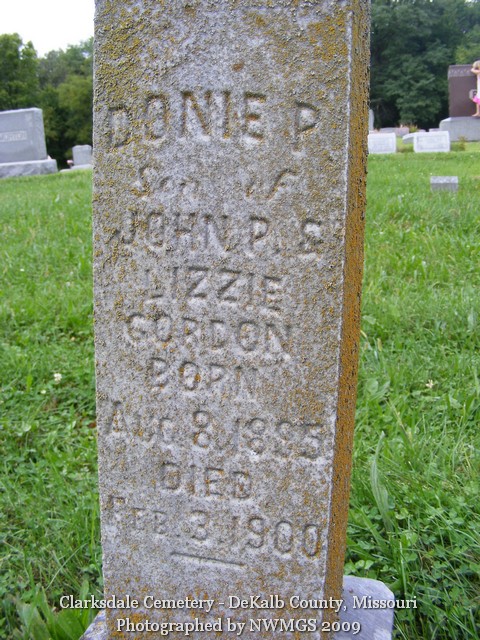 DONIE P.
Son of
JOHN. P. &
LIZZIE
GORDON
BORN
AUG 8, 1895
DIED
FEB. 3, 1900
Clarksdale Cemetery - DeKalb County, Missouri
Photographed by NWMGS 2009